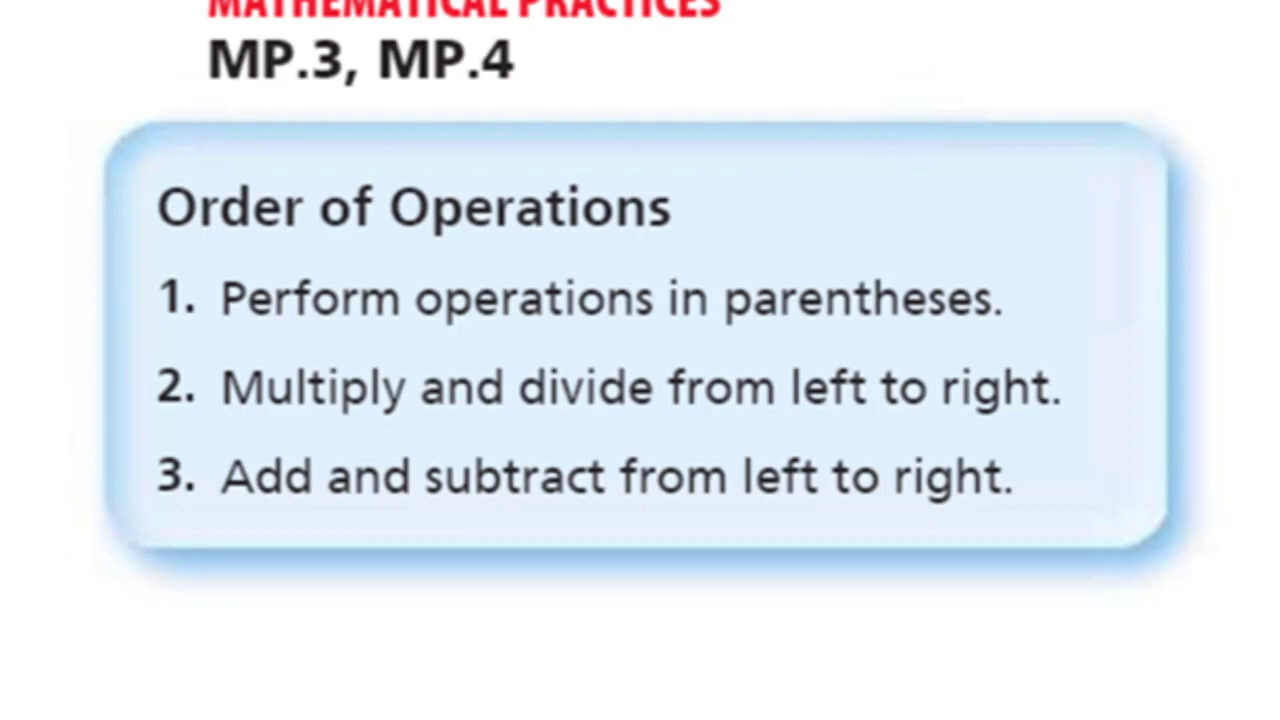 MATHEMATICAL PRACTICES
MP.3, MP.4
Order of Operations
1. Perform operations in parentheses.
2. Multiply and divide from left to right.
3. Add and subtract from left to right.